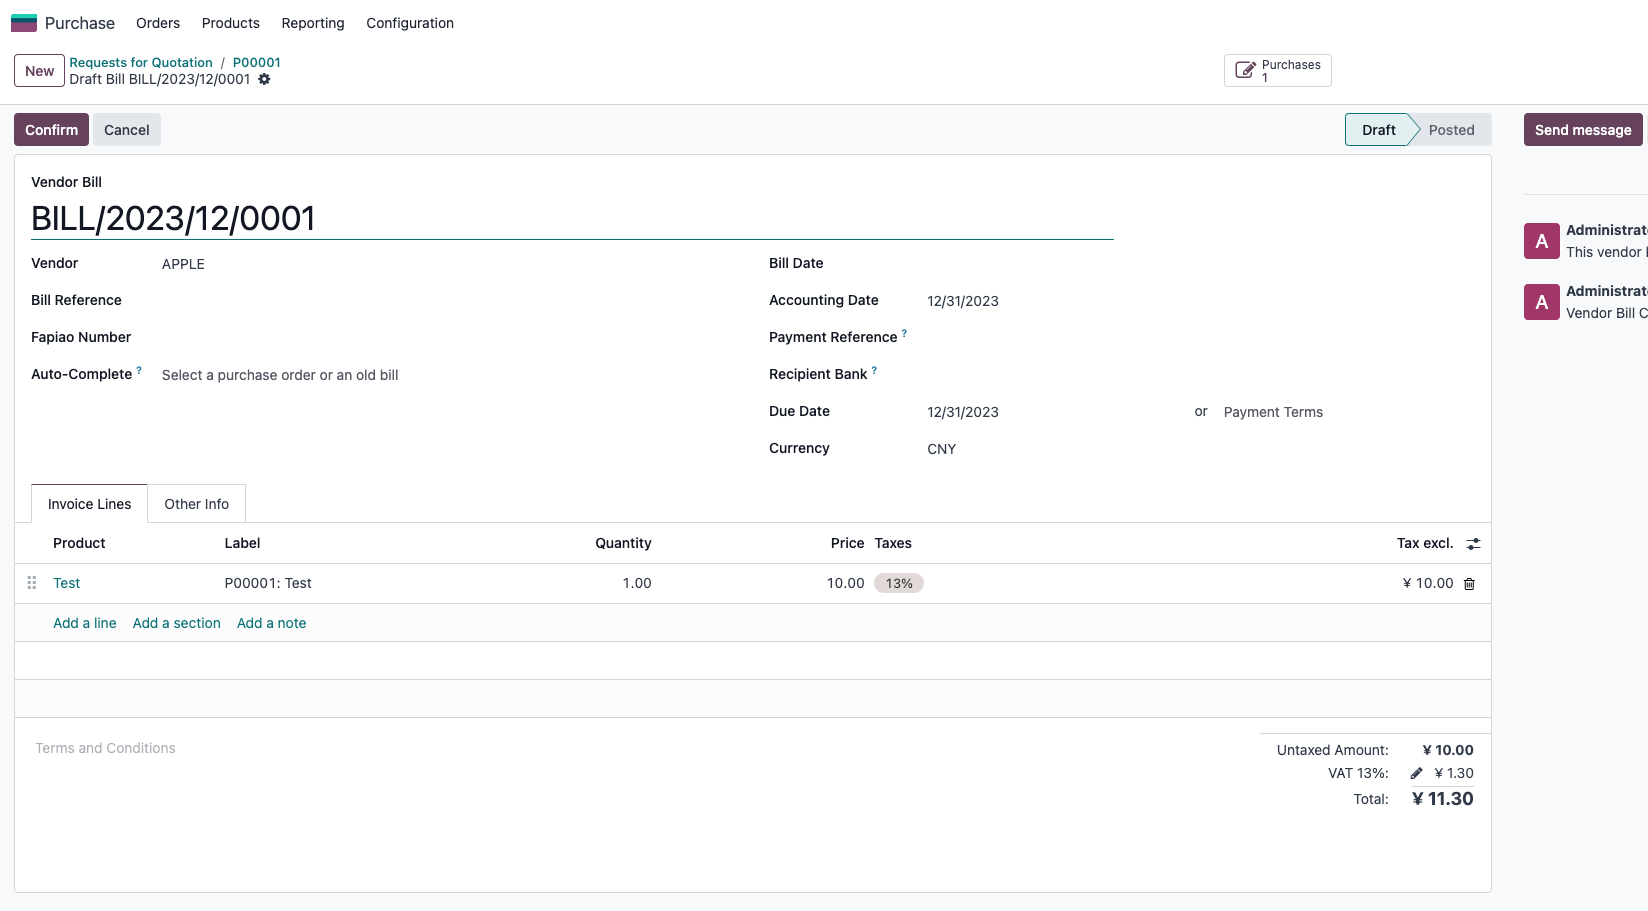 Purchase Orders Products Reporting Configuration
New
Requests for Quotation / P00001
Draft Bill BILL/2023/12/0001
Purchases
1
Confirm Cancel
Draft Posted
Send message
Vendor Bill
BILL/2023/12/0001
Vendor APPLE
Bill Reference
Fapiao Number
Auto-Complete ? Select a purchase order or an old bill
Bill Date
Accounting Date 12/31/2023
Payment Reference ?
Recipient Bank ?
Due Date 12/31/2023 or Payment Terms
Currency CNY
A
This vendor
A
Vendor Bill
Invoice Lines Other Info
Product Label Quantity Price Taxes Tax excl.
Test P00001: Test 1.00 10.00 13% ¥ 10.00
Add a line Add a section Add a note
Terms and Conditions
Untaxed Amount: ¥ 10.00
VAT 13%: ¥ 1.30
Total: ¥ 11.30